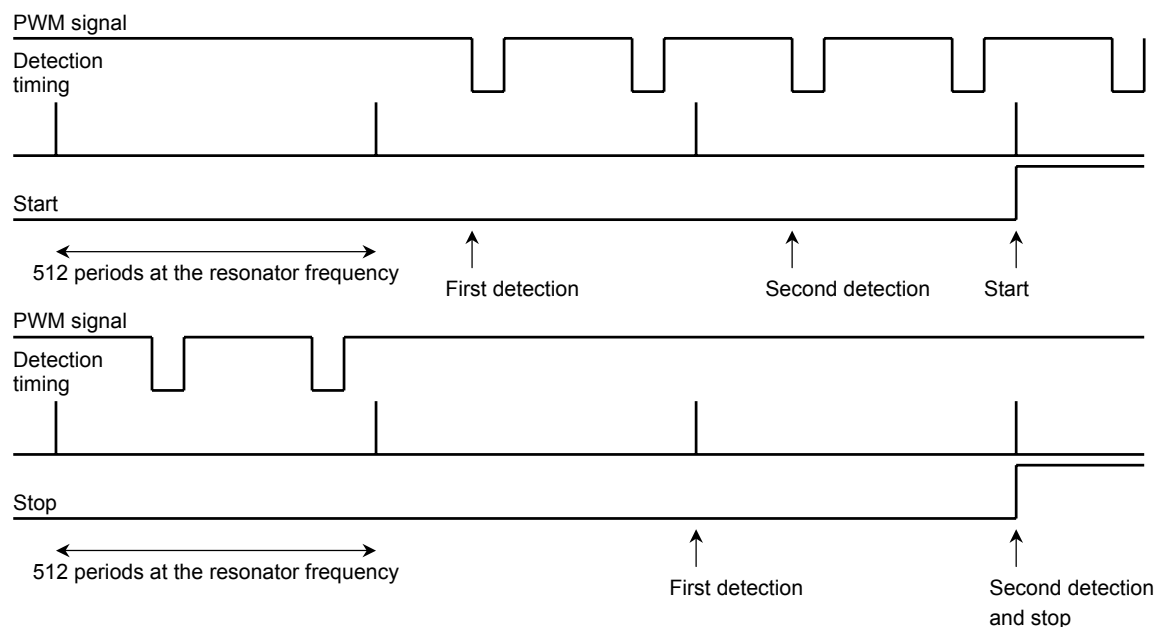 PWM signal
Detection
timing
Start
512 periods at the resonator frequency
First detection
Second detection
Start
PWM signal
Detection
timing
Stop
512 periods at the resonator frequency
First detection
Second detection
and stop